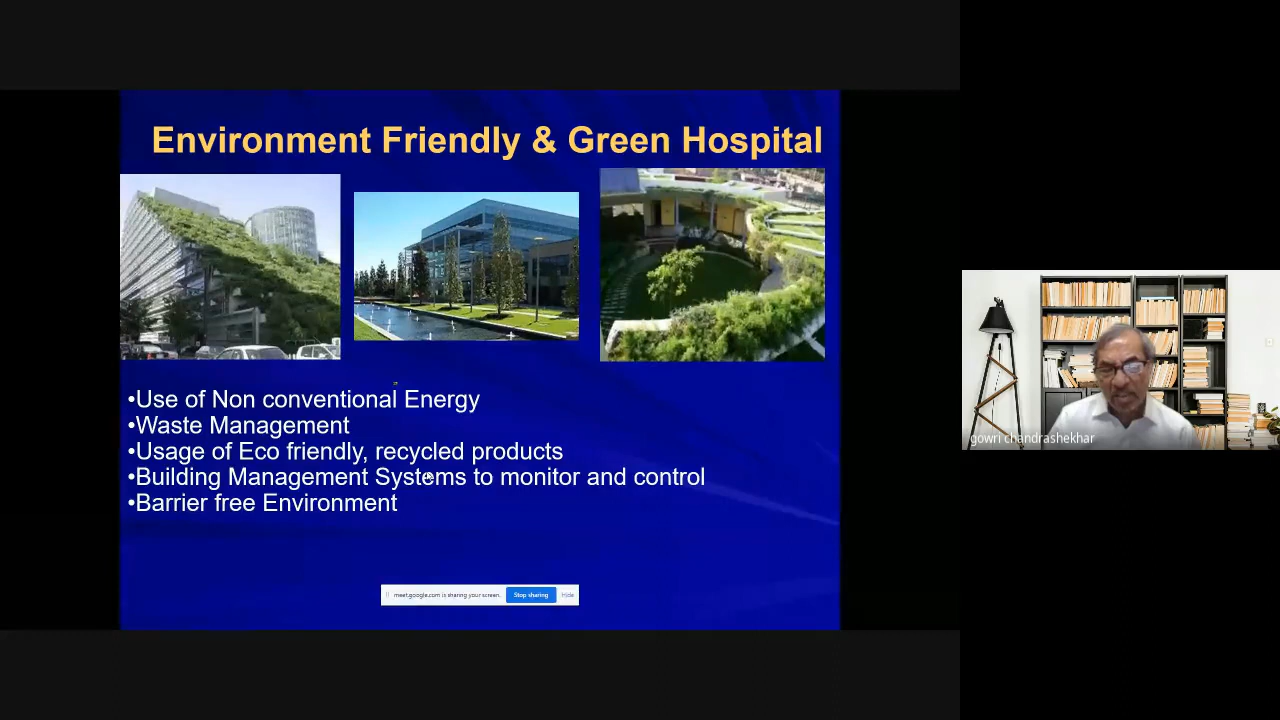 Environment Friendly & Green Hospital
•Use of Non conventional Energy
•Waste Management
•Usage of Eco friendly, recycled products
•Building Management Systems to monitor and control
•Barrier free Environment
meet.google.com is sharing your screen. Stop sharing Hide
gowri chandrashekhar